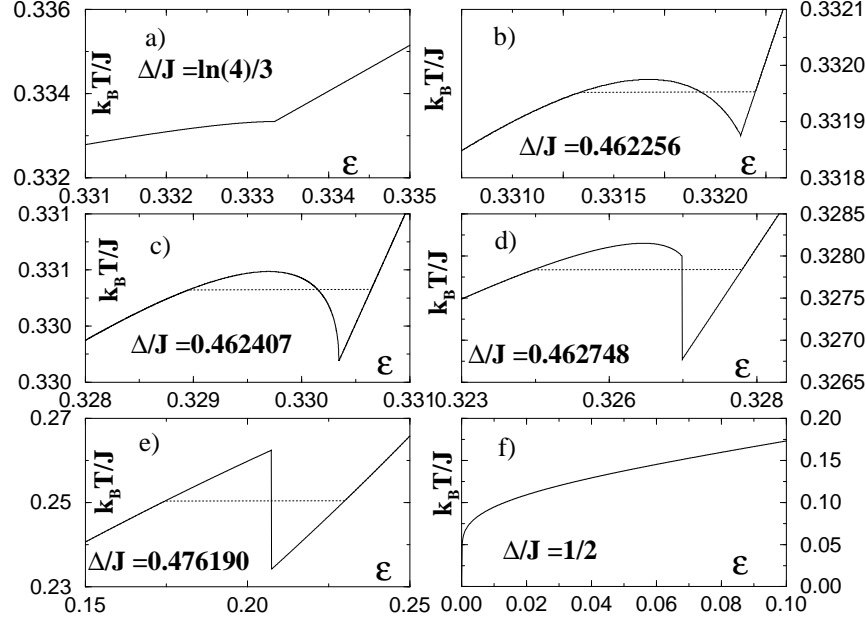 0.336
0.334
0.333
0.332
k_B T/J
a)
Δ/J =ln(4)/3
ε
0.331 0.332 0.333 0.334 0.335
b)
k_B T/J
Δ/J =0.462256
ε
0.3321
0.3320
0.3319
0.3318
0.3310 0.3315 0.3320
0.331
0.331
0.330
0.330
k_B T/J
c)
Δ/J =0.462407
ε
0.328 0.329 0.330 0.331
d)
k_B T/J
Δ/J =0.462748
ε
0.3285
0.3280
0.3275
0.3270
0.3265
0.323 0.326 0.328
0.27
0.25
0.23
k_B T/J
e)
Δ/J =0.476190
ε
0.15 0.20 0.25
f)
k_B T/J
Δ/J =1/2
ε
0.20
0.15
0.10
0.05
0.00
0.00 0.02 0.04 0.06 0.08 0.10